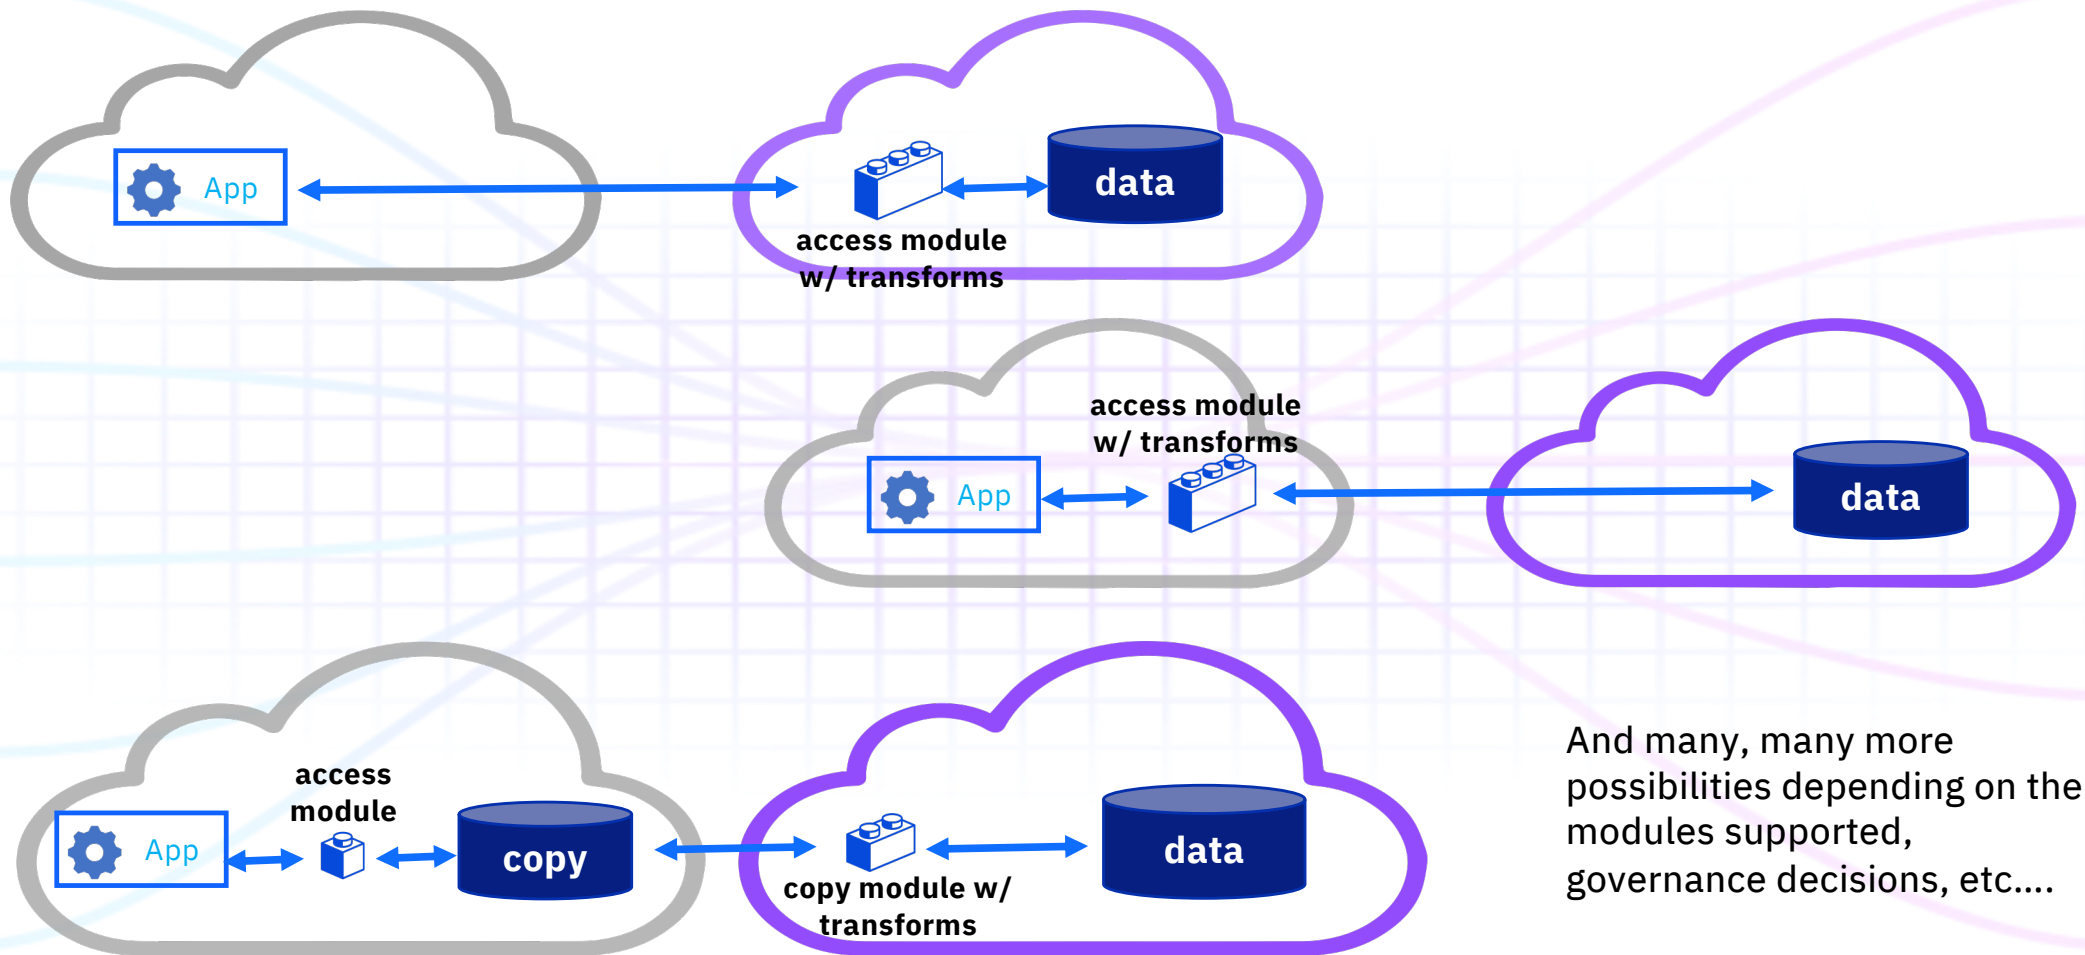 App
access module
w/ transforms
data
access module
w/ transforms
App
data
access
module
App
copy
copy module w/
transforms
data
And many, many more
possibilities depending on the
modules supported,
governance decisions, etc....